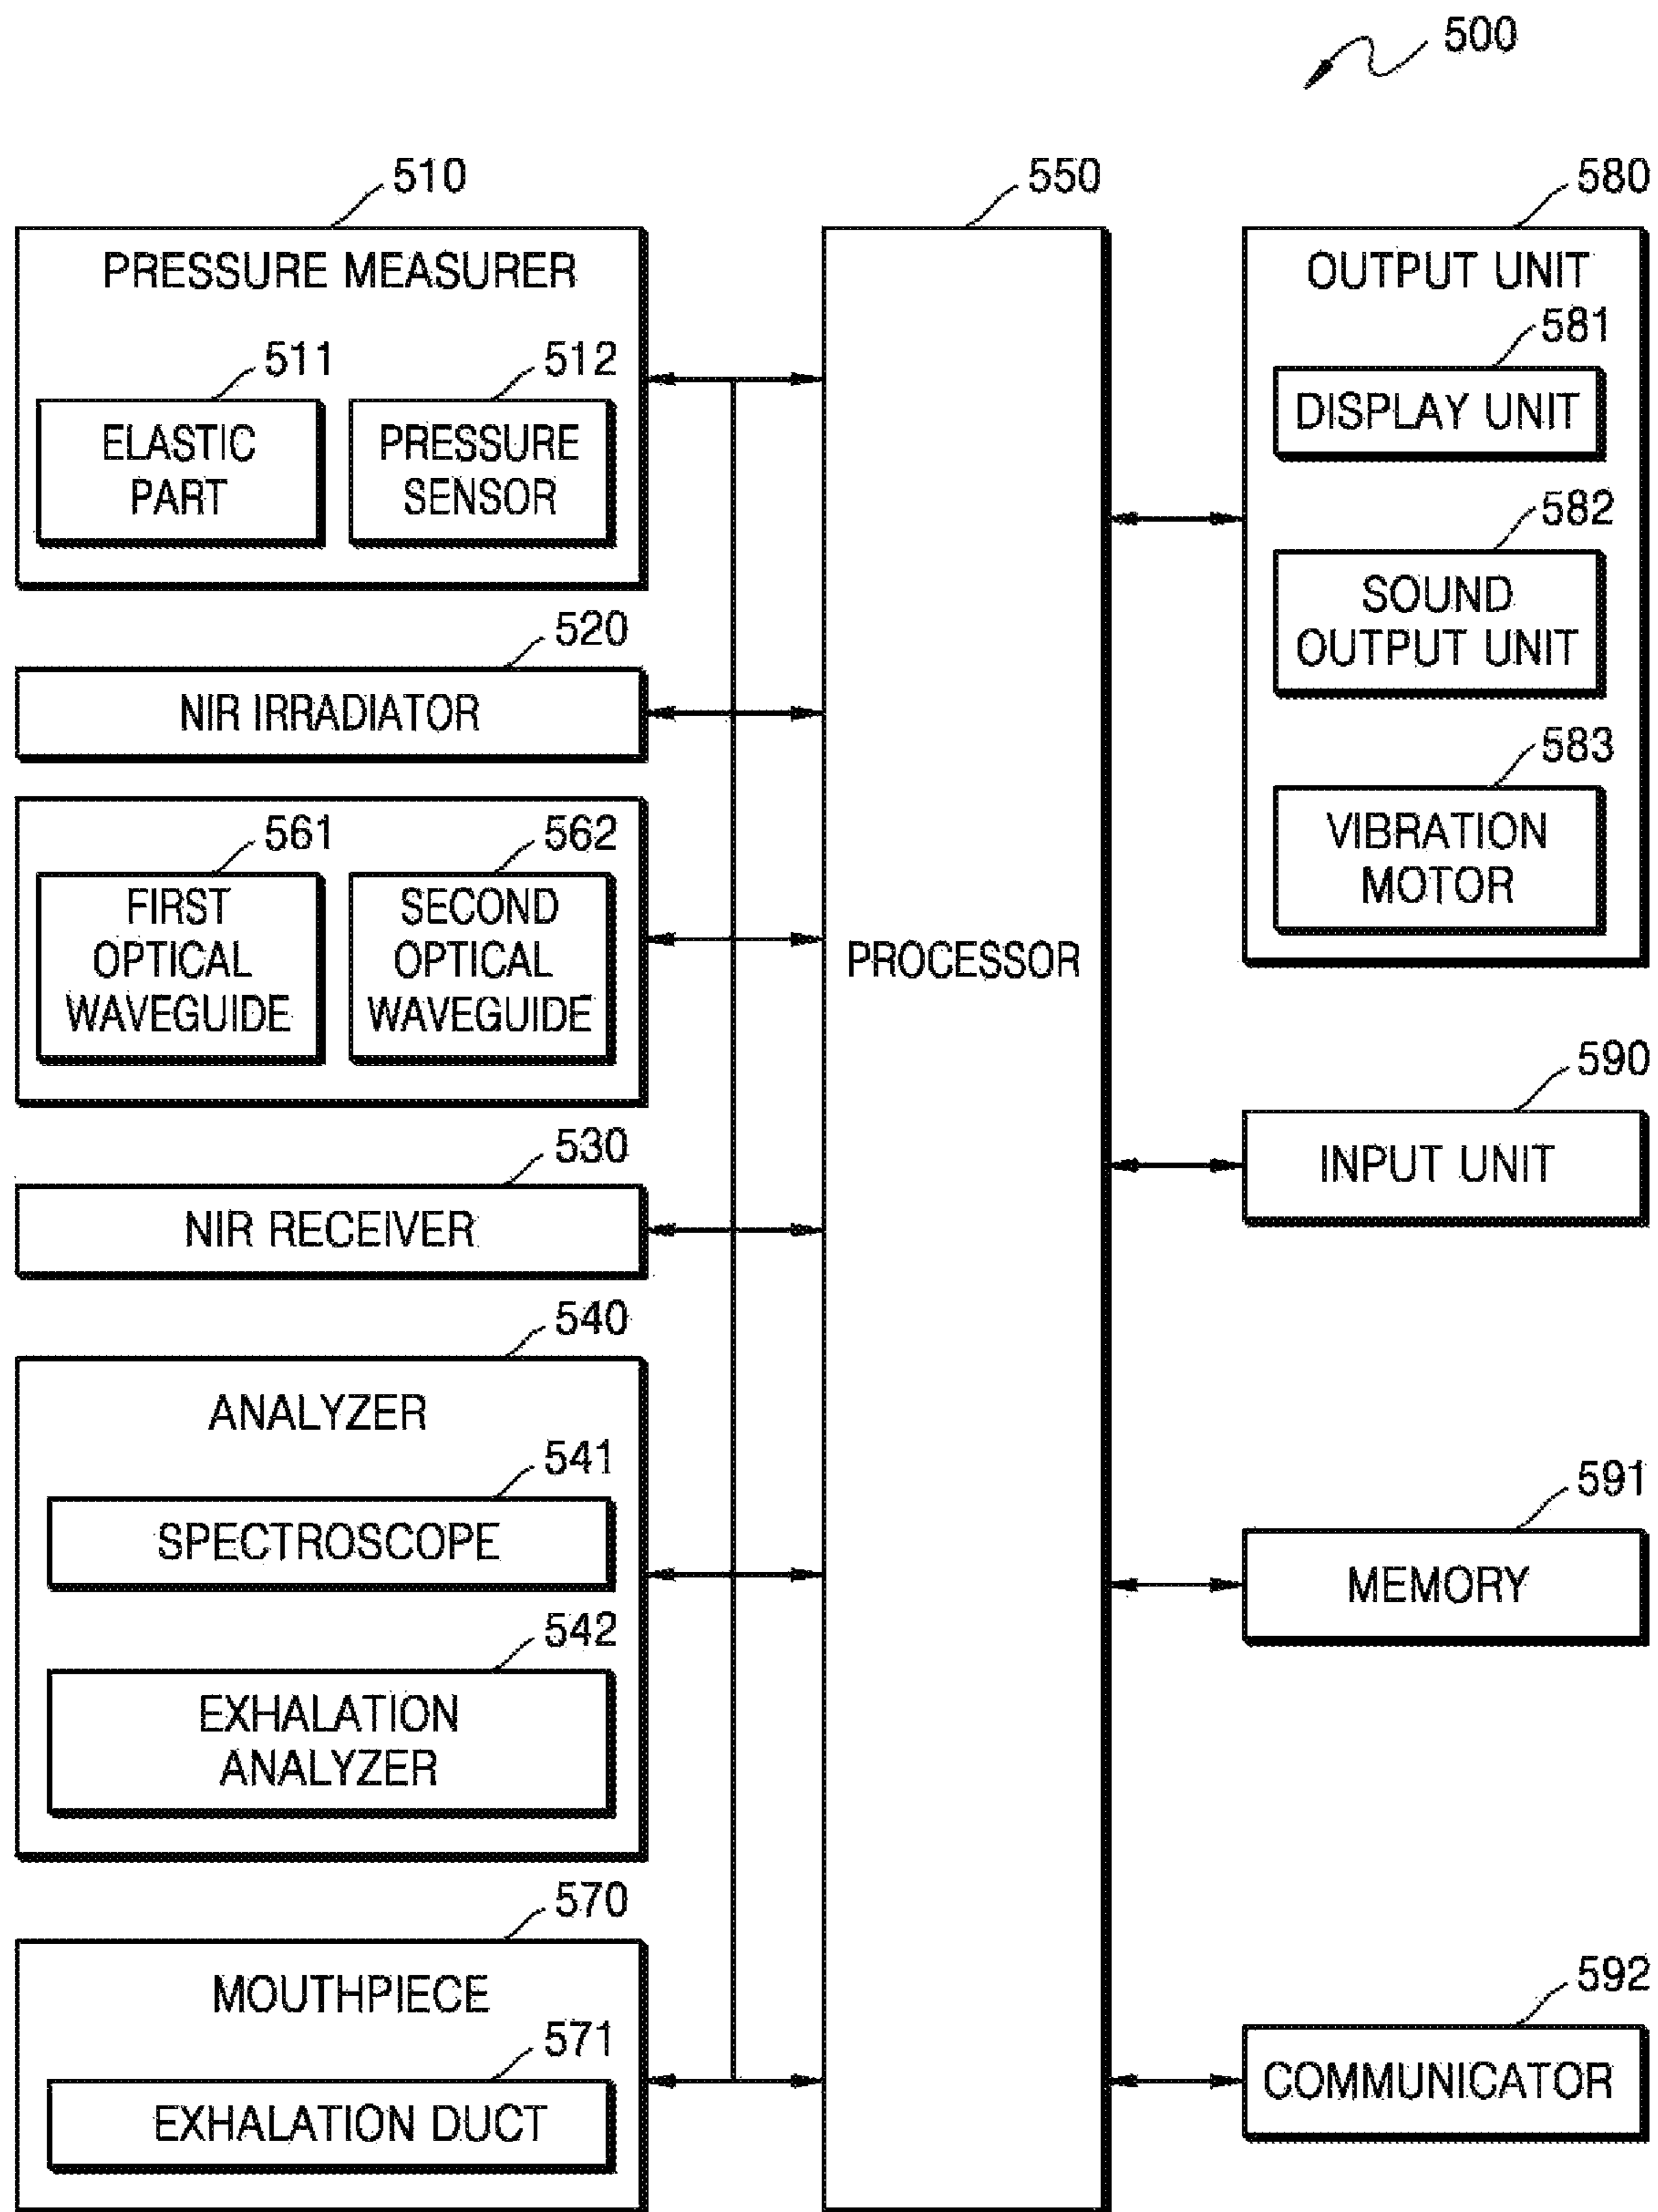 500
510
PRESSURE MEASURER
511
ELASTIC
PART
512
PRESSURE
SENSOR
520
NIR IRRADIATOR
561
FIRST
OPTICAL
WAVEGUIDE
562
SECOND
OPTICAL
WAVEGUIDE
530
NIR RECEIVER
540
ANALYZER
541
SPECTROSCOPE
542
EXHALATION
ANALYZER
570
MOUTHPIECE
571
EXHALATION DUCT
550
PROCESSOR
580
OUTPUT UNIT
581
DISPLAY UNIT
582
SOUND
OUTPUT UNIT
583
VIBRATION
MOTOR
590
INPUT UNIT
591
MEMORY
592
COMMUNICATOR